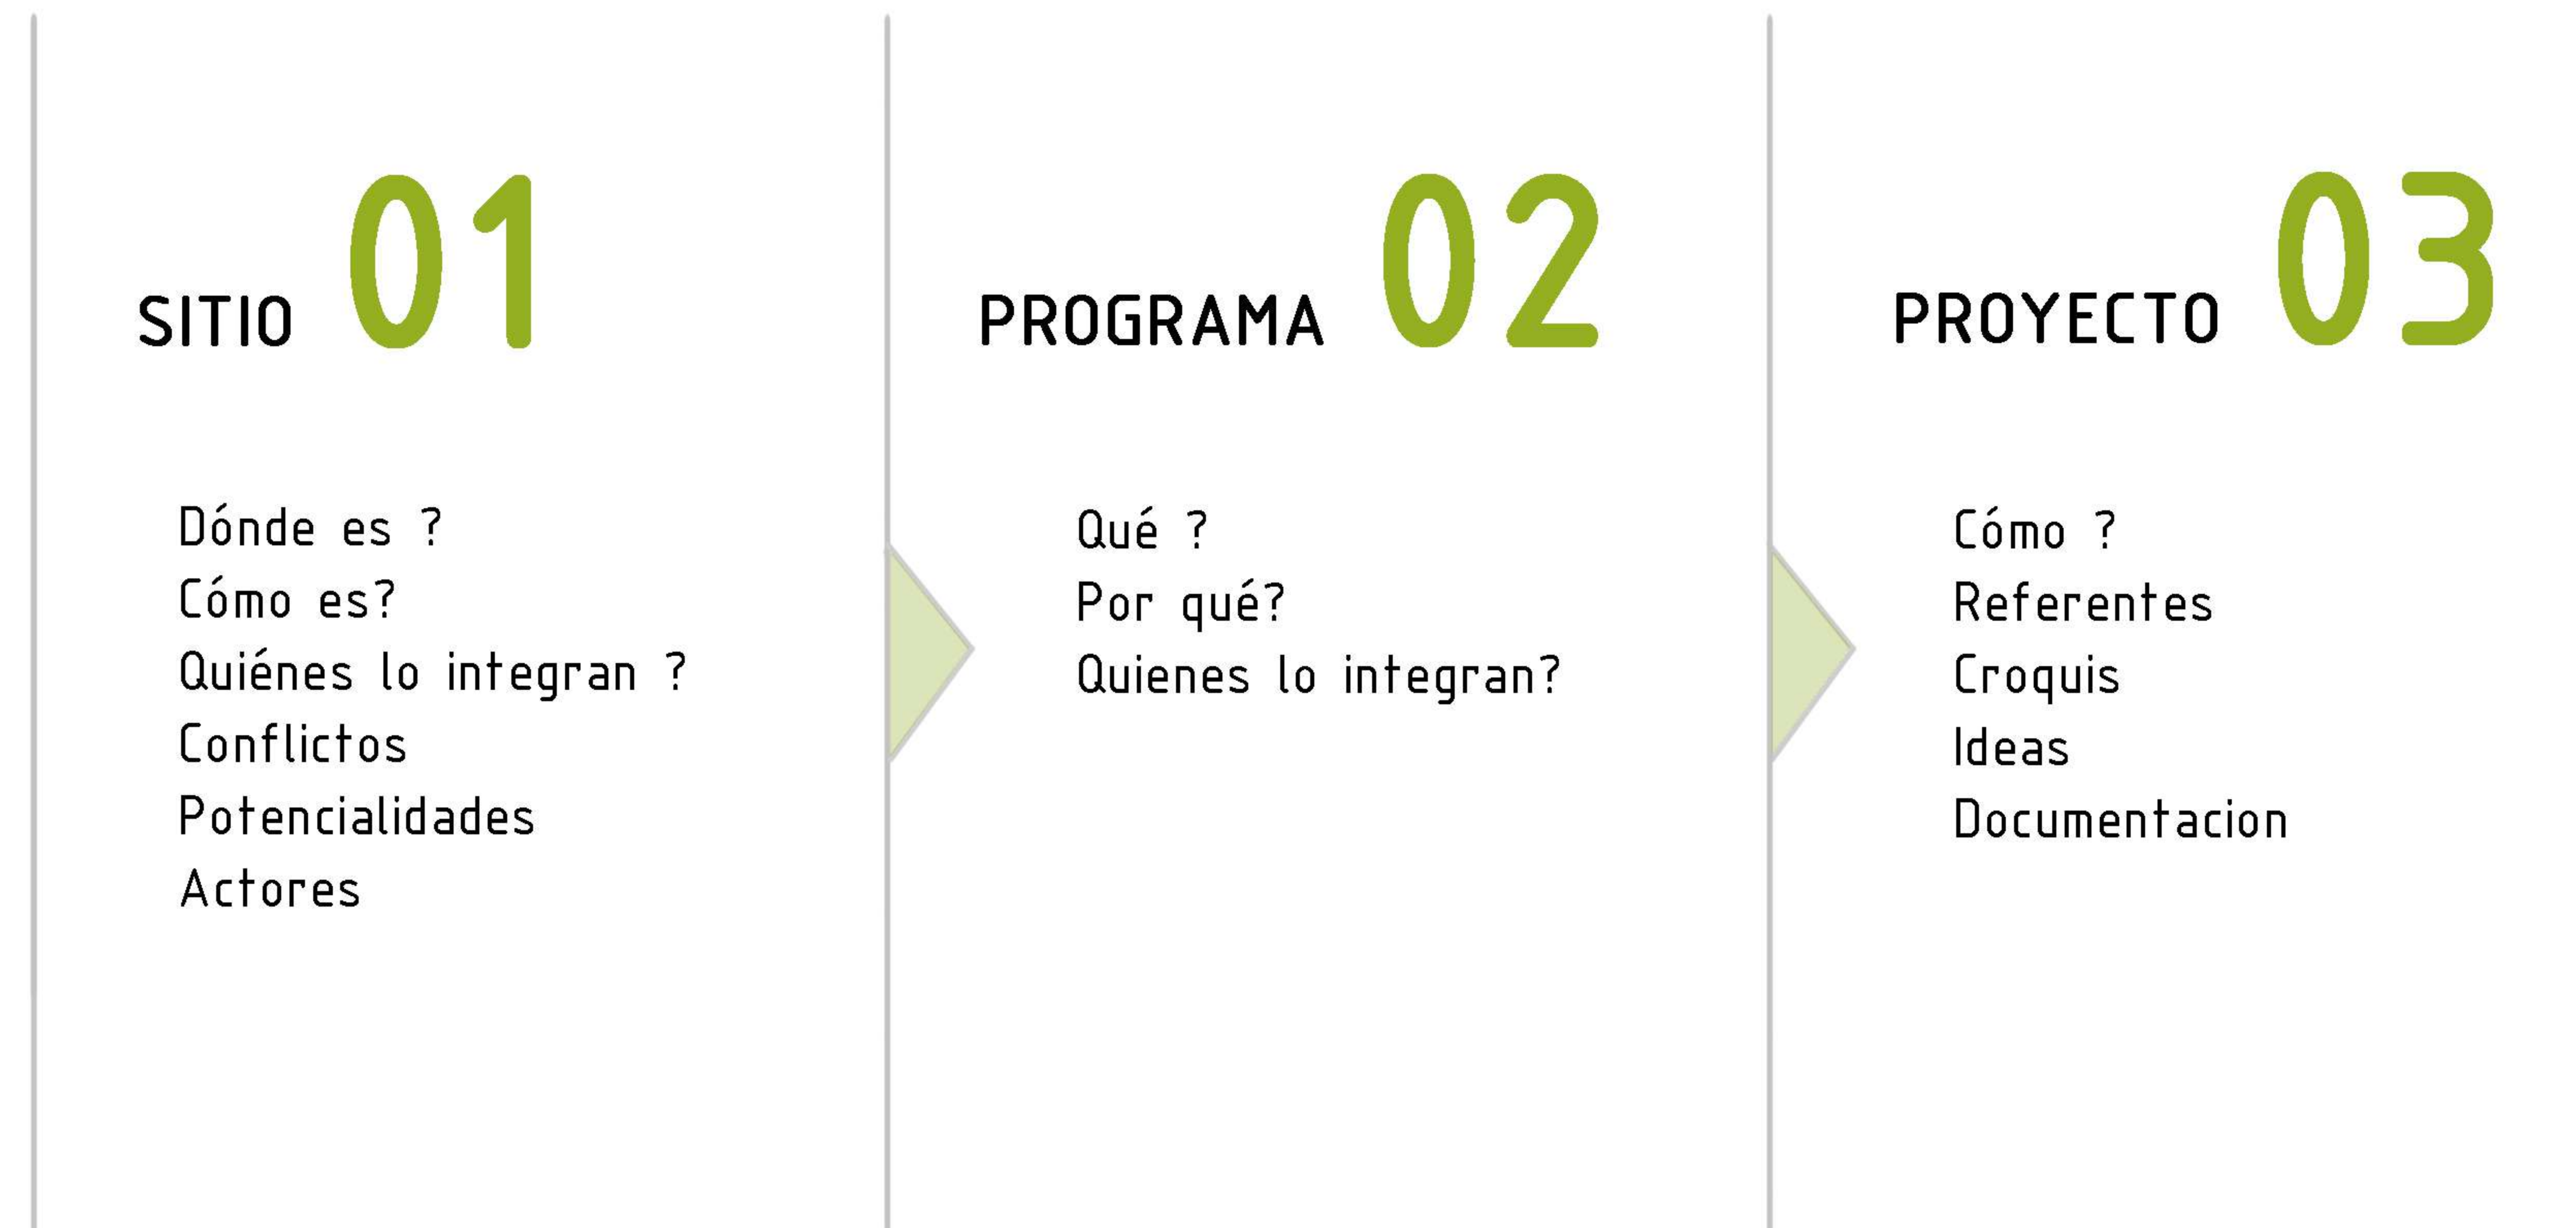 SITIO 01
Dónde es ?
Cómo es?
Quiénes lo integran ?
Conflictos
Potencialidades
Actores
PROGRAMA 02
Qué ?
Por qué?
Quienes lo integran?
PROYECTO 03
Cómo ?
Referentes
Croquis
Ideas
Documentacion